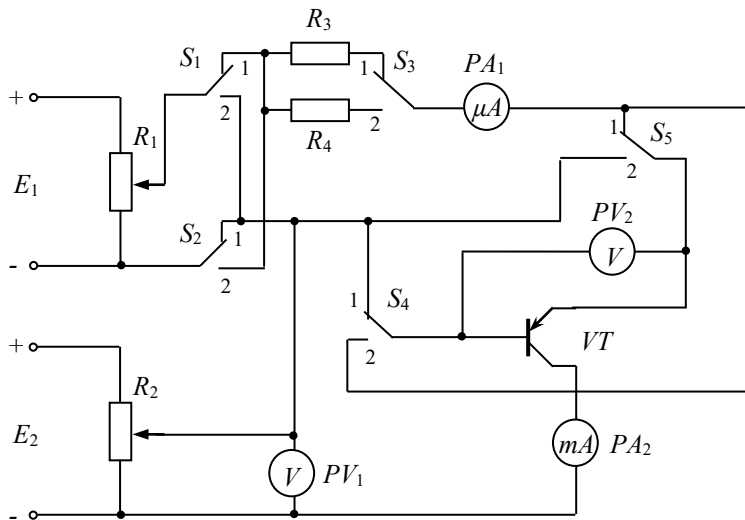 R3
S1
1
S3
PA1
1
2
2
μA
+
R1
R4
1
S5
E1
2
S2
1
PV2
-
2
V
1
S4
+
VT
2
R2
E2
V
PV1
mA
PA2
-